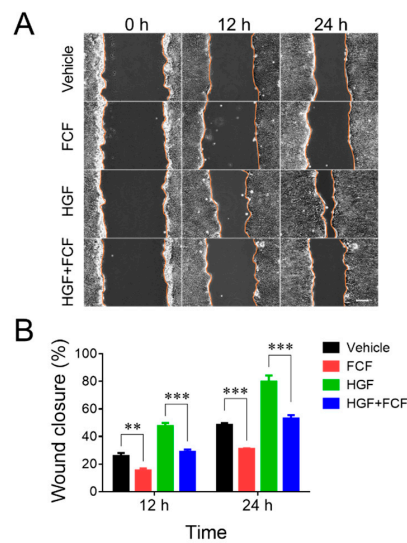 A
0 h 12 h 24 h
Vehicle
FCF
HGF
HGF+FCF
B
Wound closure (%)
100
80
60
40
20
0
** *** *** ***
12 h 24 h
Time
Vehicle
FCF
HGF
HGF+FCF